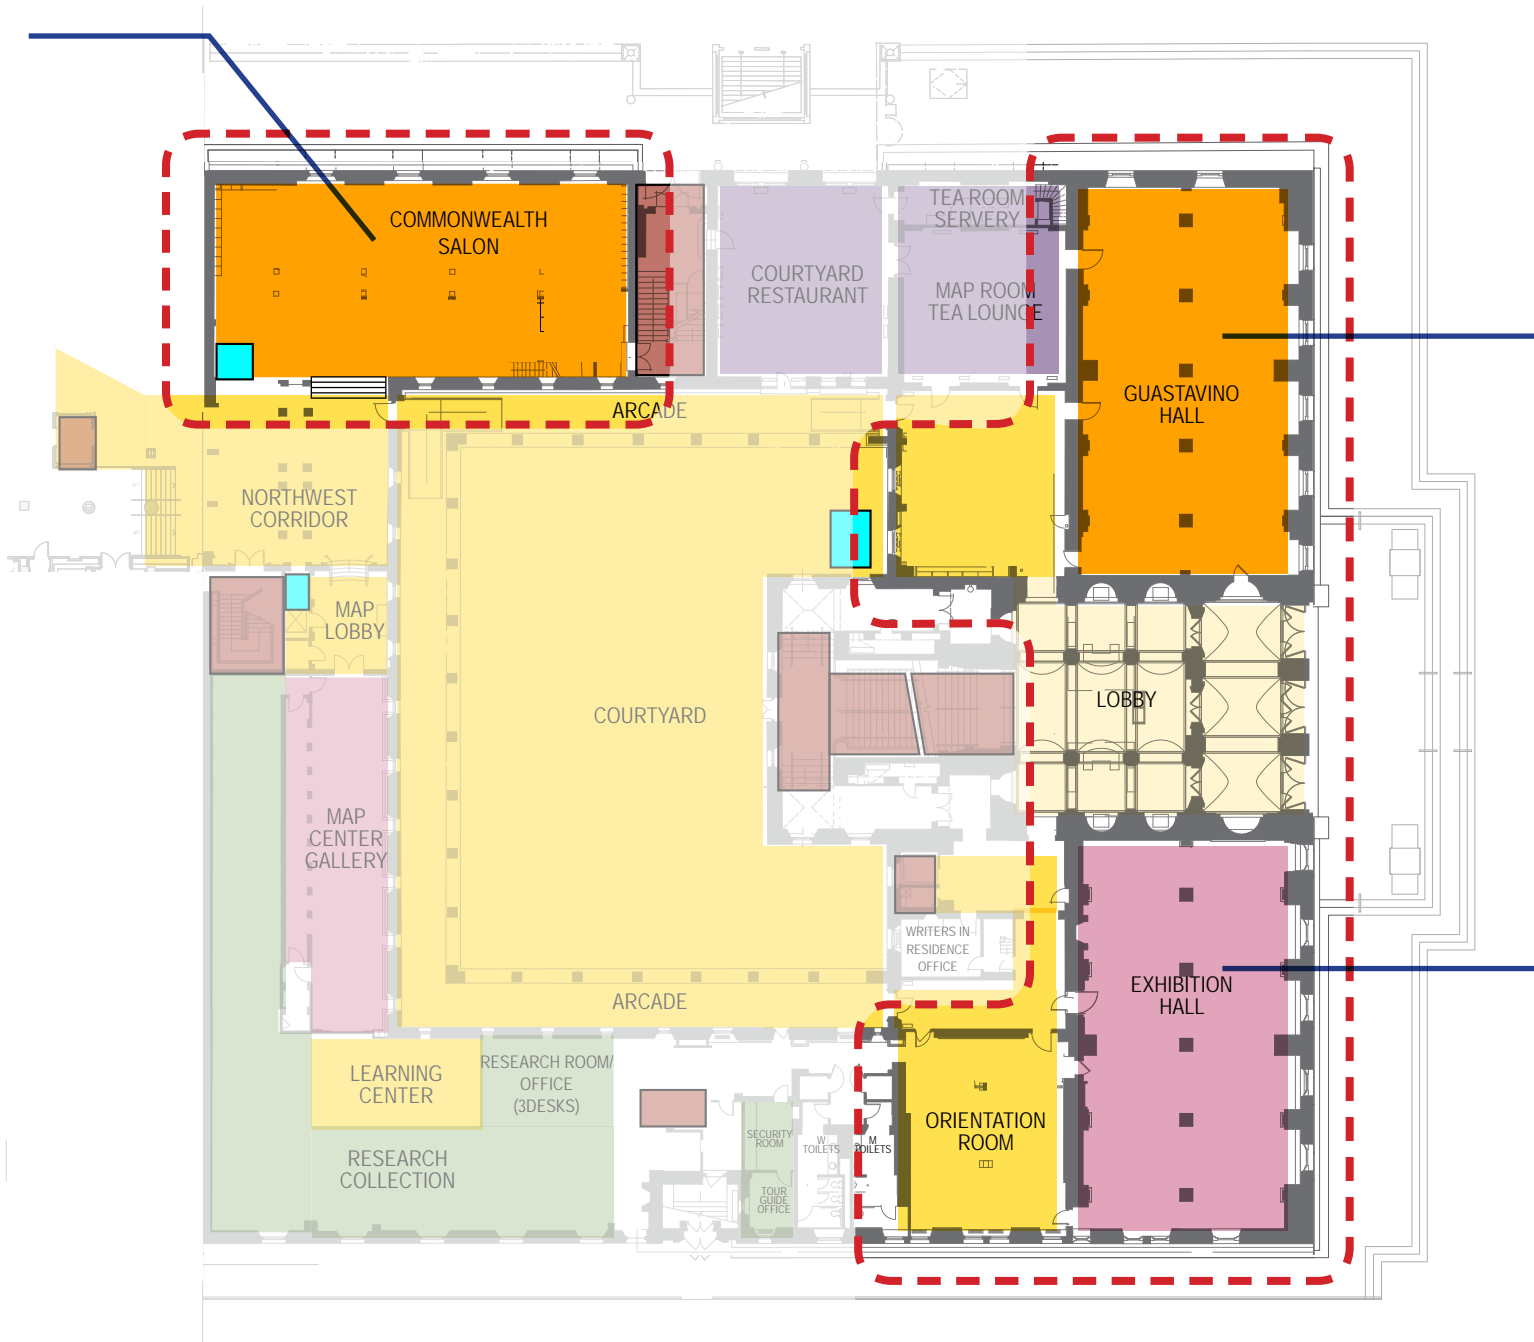 COMMONWEALTH
SALON
TEA ROOM
SERVERY
COURTYARD
RESTAURANT
MAP ROOM
TEA LOUNGE
GUASTAVINO
HALL
ARCADE
NORTHWEST
CORRIDOR
MAP
LOBBY
COURTYARD
LOBBY
MAP
CENTER
GALLERY
WRITERS IN
RESIDENCE
OFFICE
EXHIBITION
HALL
ARCADE
LEARNING
CENTER
RESEARCH ROOM/
OFFICE
(3DESKS)
ORIENTATION
ROOM
SECURITY
ROOM
W
TOILETS
M
TOILETS
RESEARCH
COLLECTION
TOUR
GUIDE
OFFICE